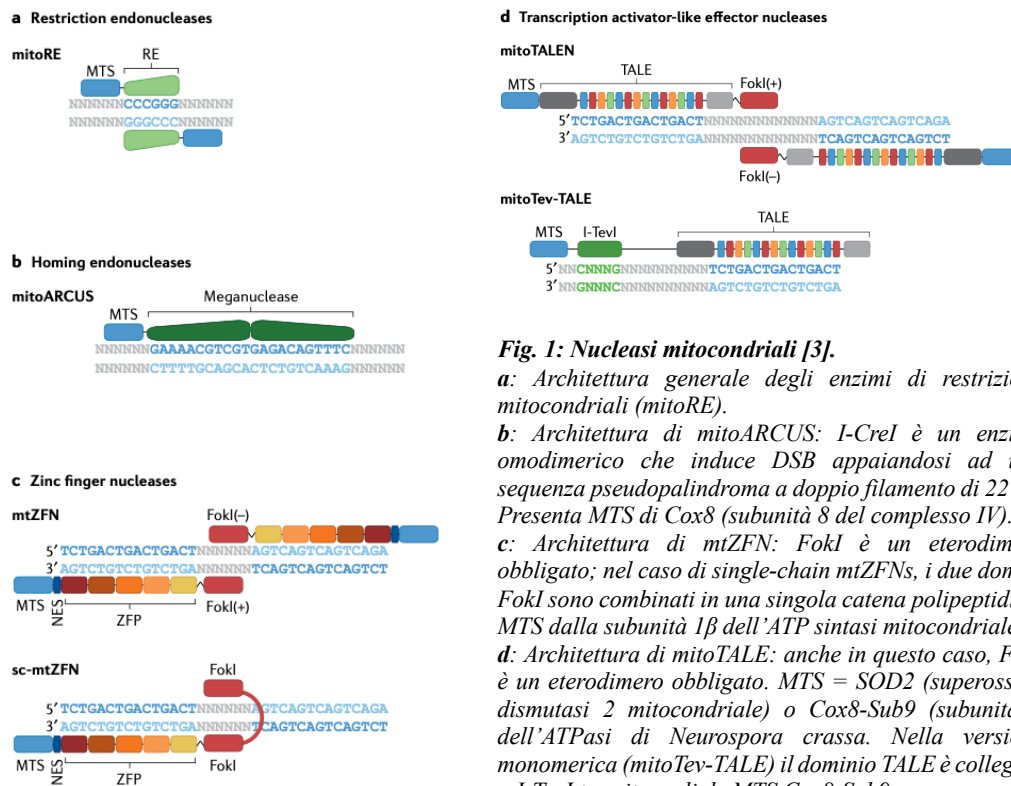 a Restriction endonucleases
mitoRE
RE
MTS
NNNNNNCCCGGGNNNNNN
NNNNNNGGGCCCNNNNNN
b Homing endonucleases
mitoARCUS
Meganuclease
MTS
NNNNNNGAAAACGTCGTGAGACAGTTTCNNNNNN
NNNNNNCTTTTGCAGCACTCTGTCAAAGNNNNNN
c Zinc finger nucleases
mtZFN
FokI(–)
5′TCTGACTGACTGACTNNNNNNAGTCAGTCAGTCAGA
3′AGTCTGTCTGTCTGANNNNNNTCAGTCAGTCAGTCT
MTS
NES
ZFP
FokI(+)
sc-mtZFN
FokI
5′TCTGACTGACTGACTNNNNNNAGTCAGTCAGTCAGA
3′AGTCTGTCTGTCTGANNNNNNTCAGTCAGTCAGTCT
MTS
NES
ZFP
FokI
d Transcription activator-like effector nucleases
mitoTALEN
TALE
MTS
FokI(+)
5′TCTGACTGACTGACTNNNNNNNNNNNNNAGTCAGTCAGTCAGA
3′AGTCTGTCTGTCTGANNNNNNNNNNNNNTCAGTCAGTCAGTCT
FokI(–)
mitoTev-TALE
TALE
MTS
I-TevI
5′NNCNNNGNNNNNNNNNNTCTGACTGACTGACT
3′NNGNNNCNNNNNNNNNNAGTCTGTCTGTCTGA
Fig. 1: Nucleasi mitocondriali [3].
a: Architettura generale degli enzimi di restrizio
mitocondriali (mitoRE).
b: Architettura di mitoARCUS: I-CreI è un enzi
omodimerico che induce DSB appaiandosi ad
sequenza pseudopalindroma a doppio filamento di 22
Presenta MTS di Cox8 (subunità 8 del complesso IV).
c: Architettura di mtZFN: FokI è un eterodim
obbligato; nel caso di single-chain mtZFNs, i due dom
FokI sono combinati in una singola catena polipeptid
MTS dalla subunità 1β dell'ATP sintasi mitocondriale
d: Architettura di mitoTALE: anche in questo caso, F
è un eterodimero obbligato. MTS = SOD2 (supeross
dismutasi 2 mitocondriale) o Cox8-Sub9 (subunità
dell'ATPasi di Neurospora crassa. Nella versio
monomerica (mitoTev-TALE) il dominio TALE è colleg